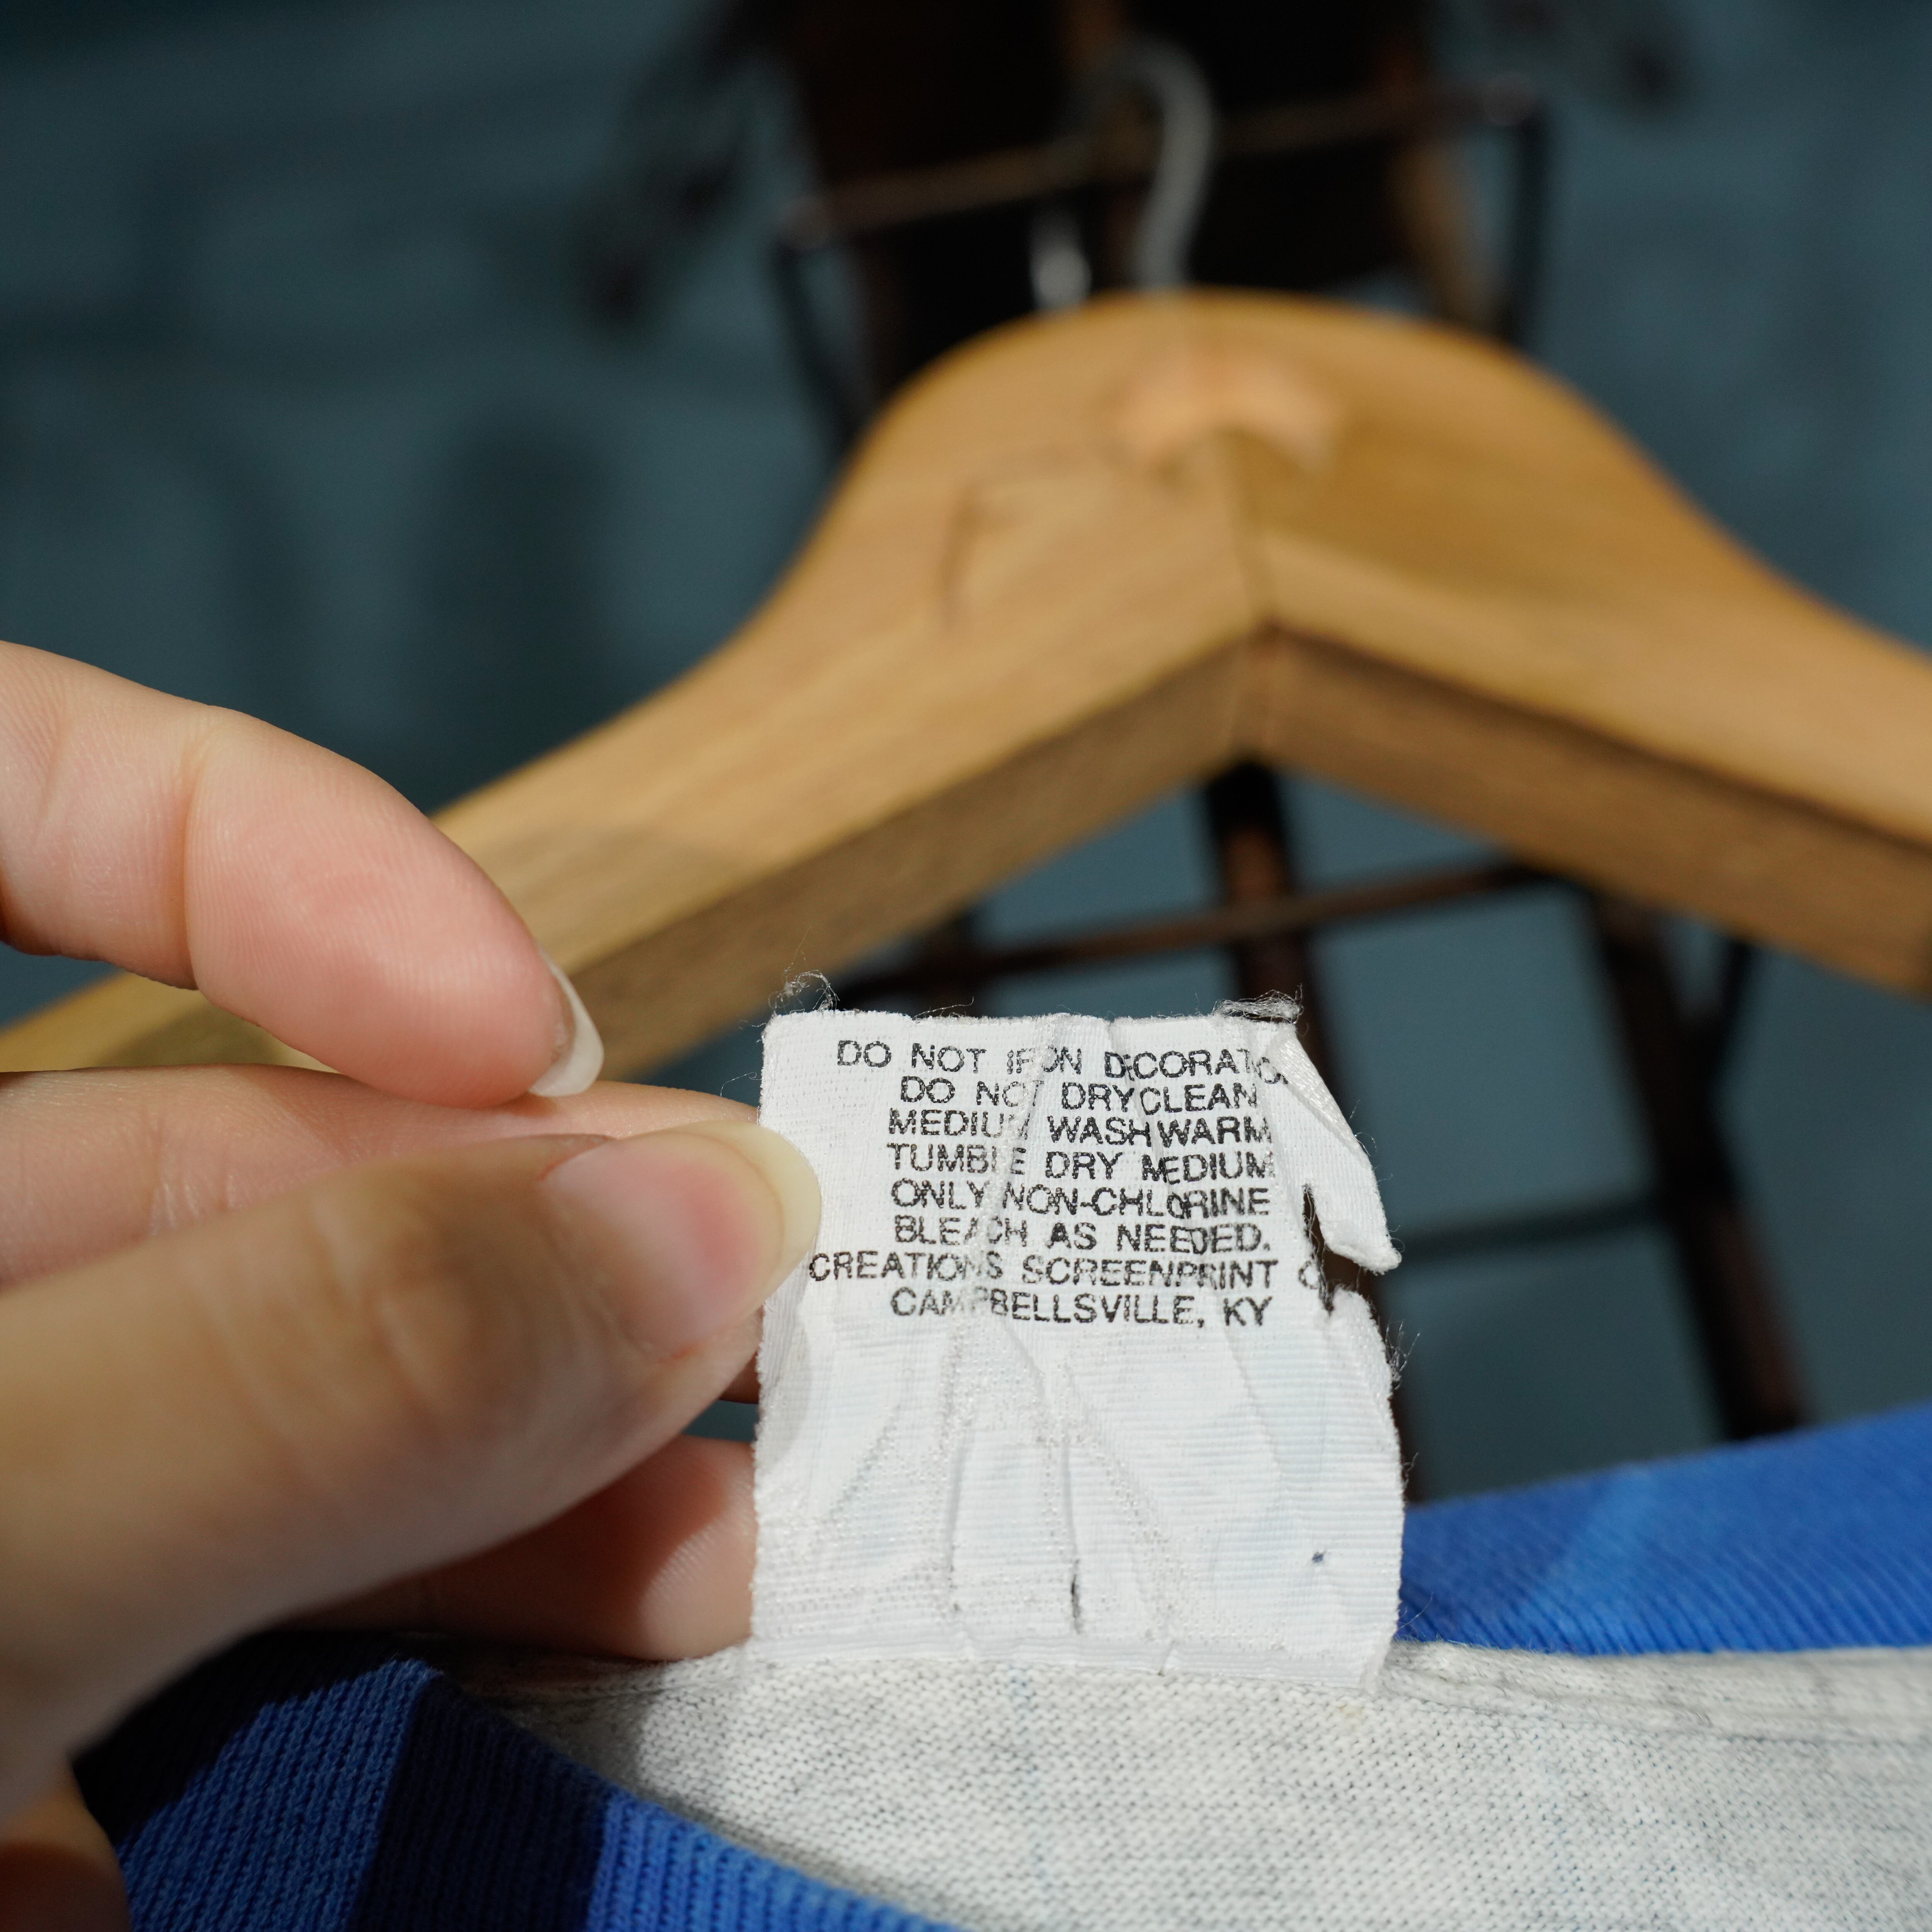 DO NOT IRON
DO NOT DRYCLEAN
MEDIUM WASH WARM
TUMBLE DRY MEDIUM
ONLY NON-CHLORINE
BLEACH AS NEEDED.
CREATIONS SCREENPRINT
CAMPBELLSVILLE, KY